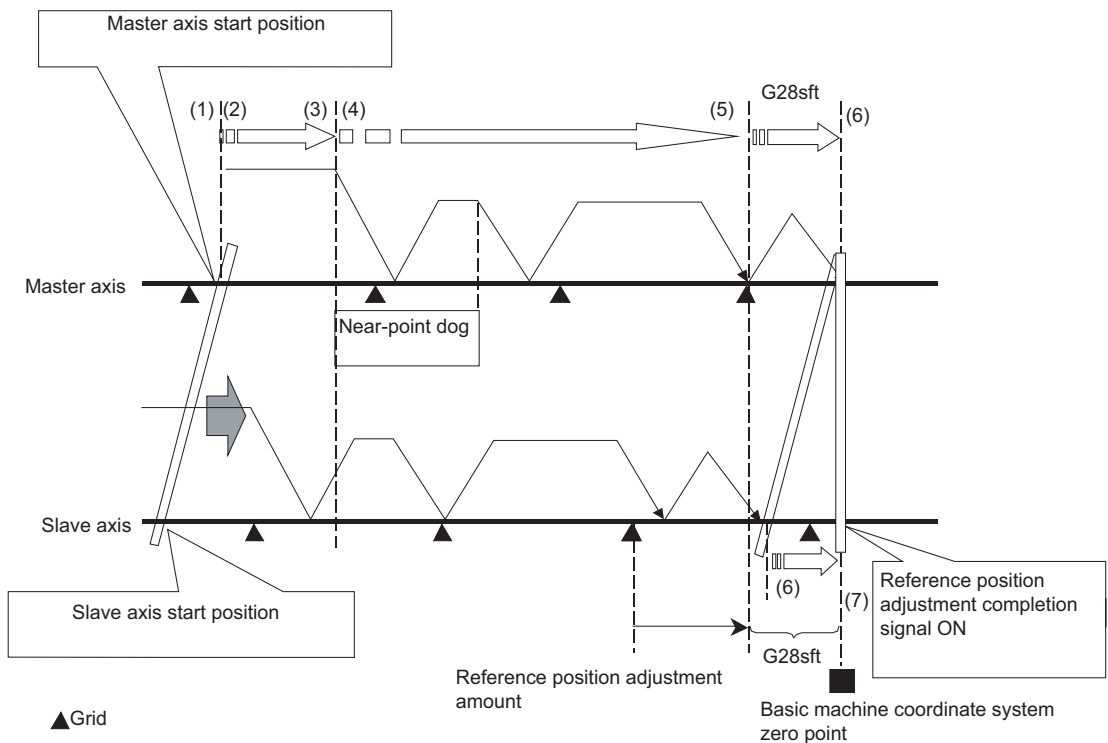 Master axis start position
G28sft
(1) (2) (3) (4) (5) (6)
Master axis
Near-point dog
Slave axis
Slave axis start position
(6)
(7)
Reference position
adjustment completion
signal ON
G28sft
Reference position adjustment
amount
Basic machine coordinate system
zero point
▲Grid